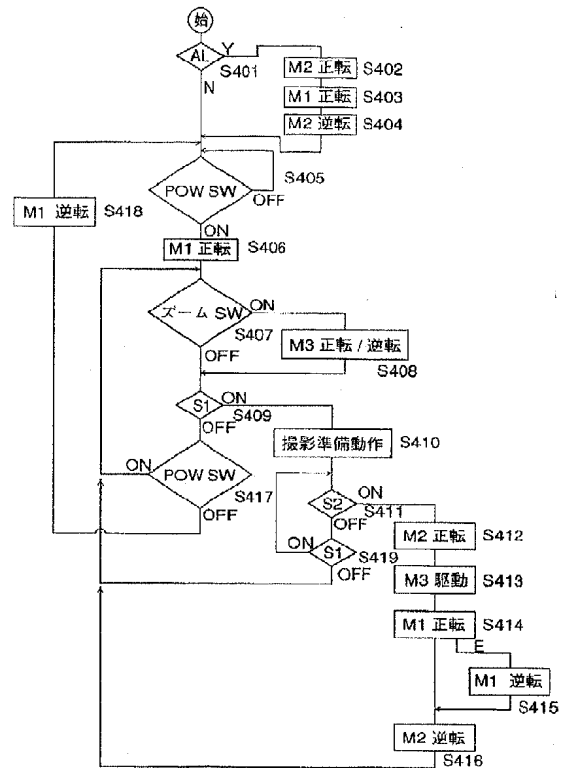 始
AL
Y
S401
N
M2 正転
S402
M1 正転
S403
M2 逆転
S404
S405
POW SW
OFF
ON
M1 逆転
S418
M1 正転
S406
ズーム SW
ON
S407
OFF
M3 正転 / 逆転
S408
S1
ON
S409
OFF
撮影準備動作
S410
ON
POW SW
S417
OFF
S2
ON
S411
OFF
M2 正転
S412
ON
S1
S419
OFF
M3 駆動
S413
M1 正転
S414
E
M1 逆転
S415
M2 逆転
S416